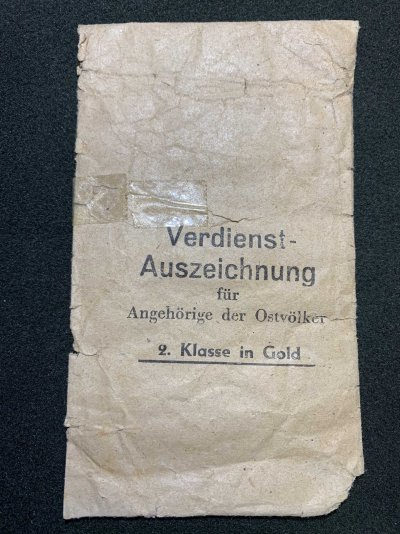 Verdienst-
Auszeichnung
für
Angehörige der Ostvölker
2. Klasse in Gold